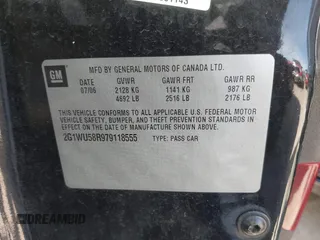 GM
MFD BY GENERAL MOTORS OF CANADA LTD.
DATE GVWR GAWR FRT GAWR RR
07/06 2128 KG 1141 KG 987 KG
4692 LB 2516 LB 2176 LB
THIS VEHICLE CONFORMS TO ALL APPLICABLE U.S. FEDERAL MOTOR
VEHICLE SAFETY, BUMPER, AND THEFT PREVENTION STANDARDS IN
EFFECT ON THE DATE OF MANUFACTURE SHOWN ABOVE.
2G1WU58R979118555 TYPE: PASS CAR
DREAMBID